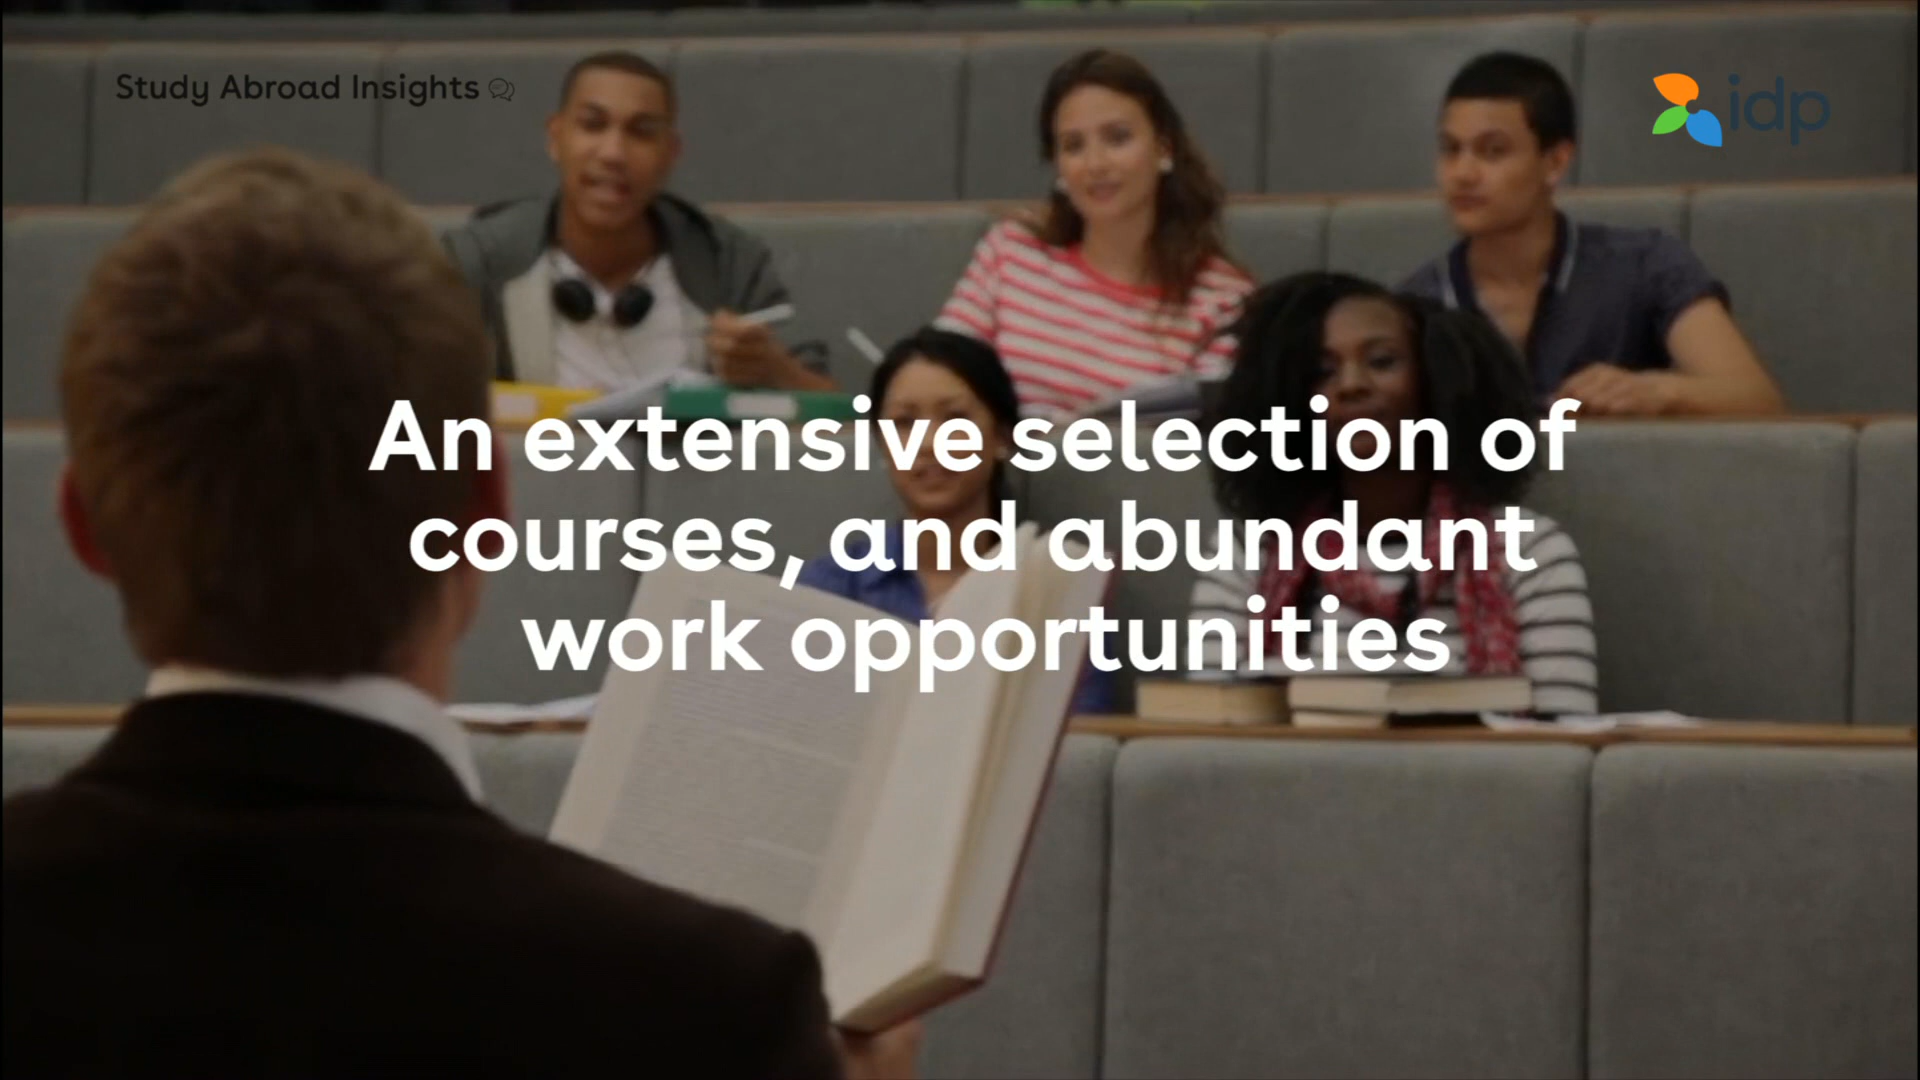 Study Abroad Insights
idp
An extensive selection of
courses, and abundant
work opportunities